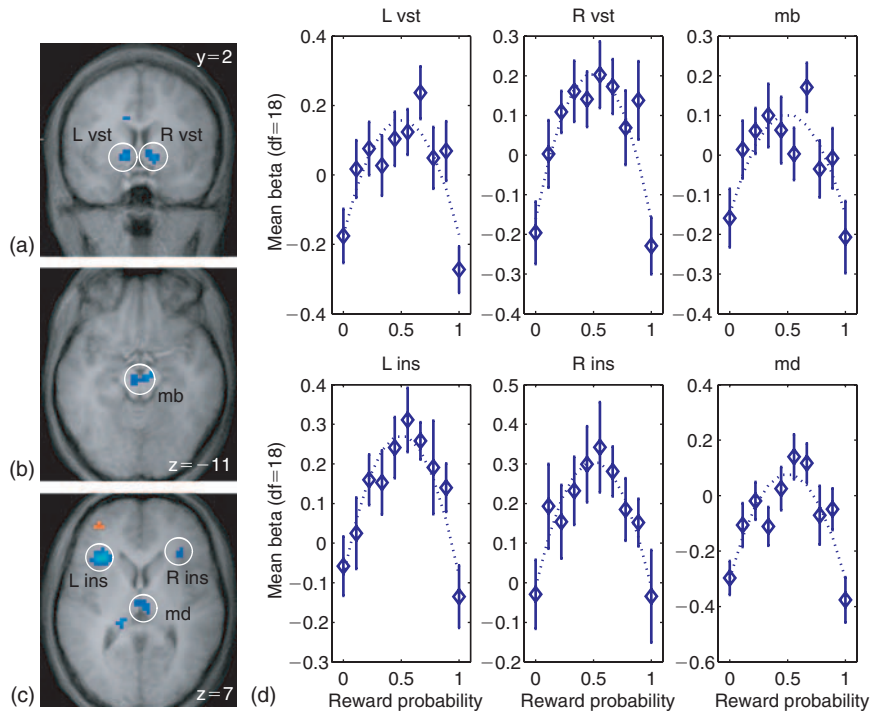 y=2
L vst
R vst
(a)
mb
(b)
z=−11
L ins
R ins
md
(c)
z=7
(d)
L vst
Mean beta (df=18)
0.4
0.2
0
−0.2
−0.4
0
0.5
1
R vst
0.3
0.2
0.1
0
−0.1
−0.2
−0.3
0.4
0
0.5
1
mb
0.3
0.2
0.1
0
−0.1
−0.2
−0.3
0.4
0
0.5
1
L ins
Mean beta (df=18)
0.4
0.3
0.2
0.1
0
−0.1
−0.2
0.3
0
0.5
1
Reward probability
R ins
0.5
0.4
0.3
0.2
0.1
0
−0.1
0.2
0
0.5
1
Reward probability
md
0.4
0.2
0
−0.2
−0.4
−0.6
0
0.5
1
Reward probability